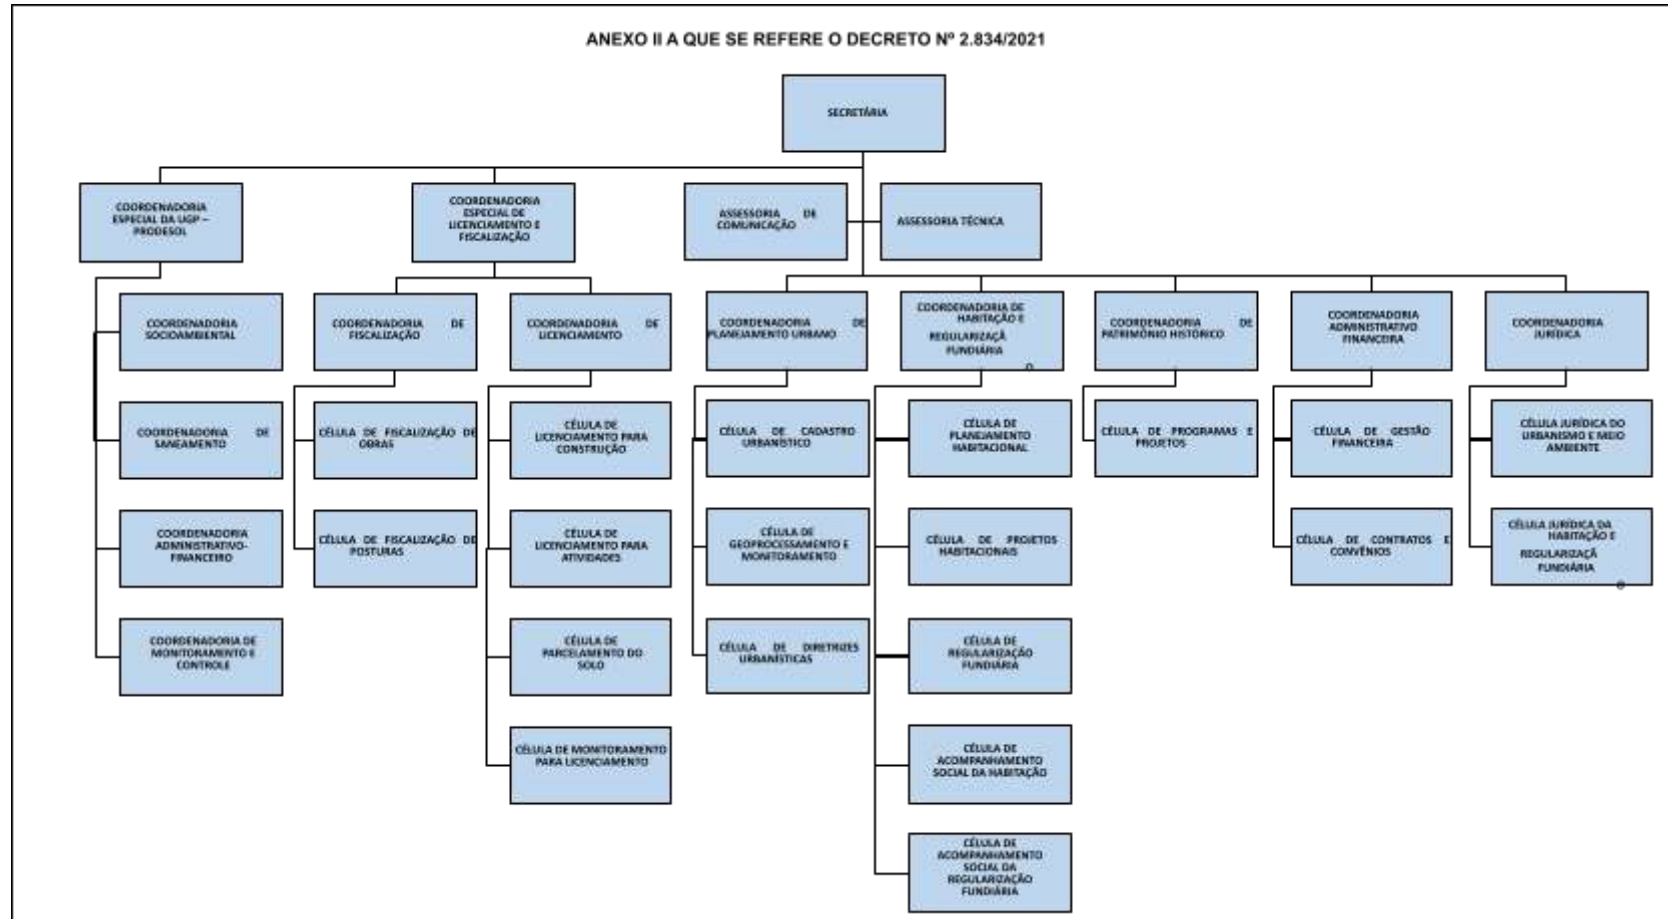 ANEXO II A QUE SE REFERE O DECRETO Nº 2.834/2021
SECRETÁRIA
COORDENADORIA
ESPECIAL DA UGP –
PRODESOL
COORDENADORIA
ESPECIAL DE
LICENCIAMENTO E
FISCALIZAÇÃO
ASSESSORIA DE
COMUNICAÇÃO
ASSESSORIA TÉCNICA
COORDENADORIA
SOCIOAMBIENTAL
COORDENADORIA DE
FISCALIZAÇÃO
COORDENADORIA DE
LICENCIAMENTO
COORDENADORIA DE
PLANEJAMENTO URBANO
COORDENADORIA DE
HABITAÇÃO E
REGULARIZAÇÃ
FUNDIÁRIA
O
COORDENADORIA DE
PATRIMÔNIO HISTÓRICO
COORDENADORIA
ADMINISTRATIVO
FINANCEIRA
COORDENADORIA
JURÍDICA
COORDENADORIA DE
SANEAMENTO
CÉLULA DE FISCALIZAÇÃO DE
OBRAS
CÉLULA DE
LICENCIAMENTO PARA
CONSTRUÇÃO
CÉLULA DE CADASTRO
URBANÍSTICO
CÉLULA DE
PLANEJAMENTO
HABITACIONAL
CÉLULA DE PROGRAMAS E
PROJETOS
CÉLULA DE GESTÃO
FINANCEIRA
CÉLULA JURÍDICA DO
URBANISMO E MEIO
AMBIENTE
COORDENADORIA
ADMINISTRATIVO-
FINANCEIRO
CÉLULA DE FISCALIZAÇÃO DE
POSTURAS
CÉLULA DE
LICENCIAMENTO PARA
ATIVIDADES
CÉLULA DE
GEOPROCESSAMENTO E
MONITORAMENTO
CÉLULA DE PROJETOS
HABITACIONAIS
CÉLULA DE CONTRATOS E
CONVÊNIOS
CÉLULA JURÍDICA DA
HABITAÇÃO E
REGULARIZAÇÃ
FUNDIÁRIA
O
COORDENADORIA DE
MONITORAMENTO E
CONTROLE
CÉLULA DE
PARCELAMENTO DO
SOLO
CÉLULA DE DIRETRIZES
URBANÍSTICAS
CÉLULA DE
REGULARIZAÇÃO
FUNDIÁRIA
CÉLULA DE MONITORAMENTO
PARA LICENCIAMENTO
CÉLULA DE
ACOMPANHAMENTO
SOCIAL DA HABITAÇÃO
CÉLULA DE
ACOMPANHAMENTO
SOCIAL DA
REGULARIZAÇÃO
FUNDIÁRIA